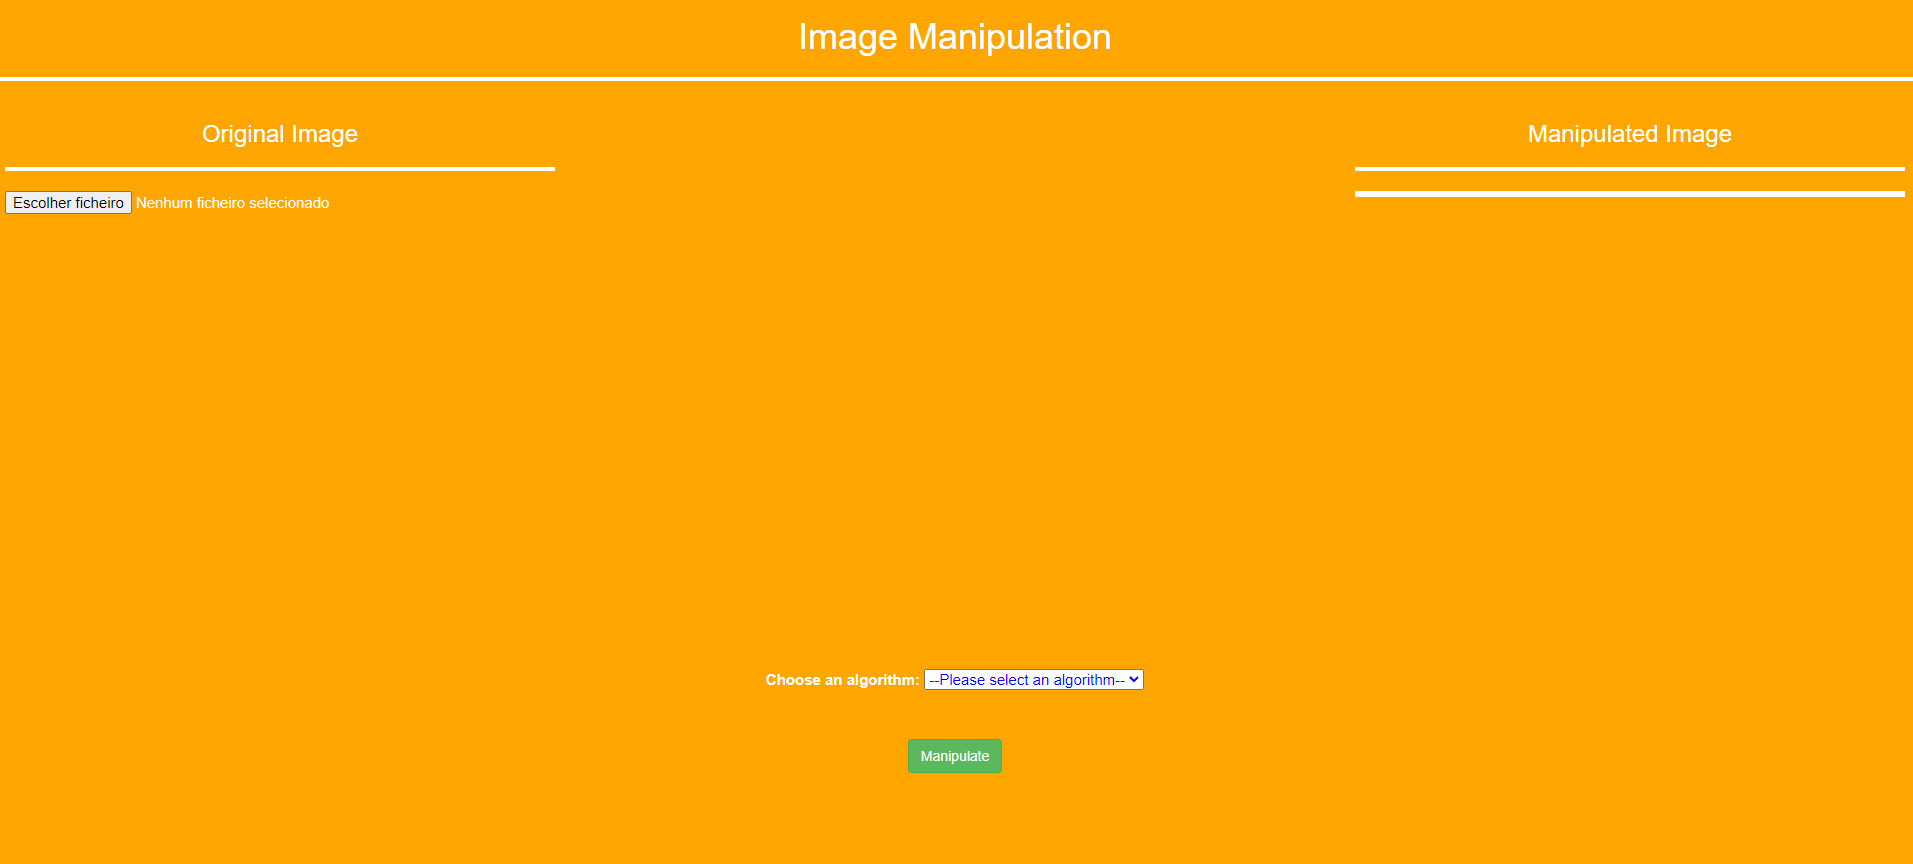 Image Manipulation
Original Image
Manipulated Image
Escolher ficheiro Nenhum ficheiro selecionado
Choose an algorithm: --Please select an algorithm--
Manipulate